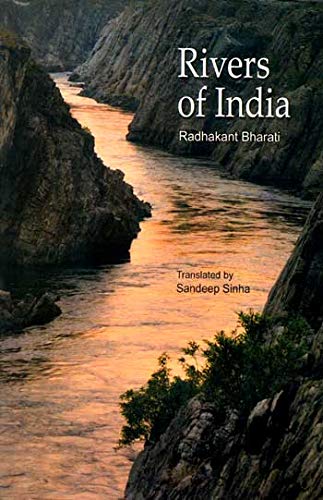 Rivers
of India
Radhakant Bharati
Translated by
Sandeep Sinha